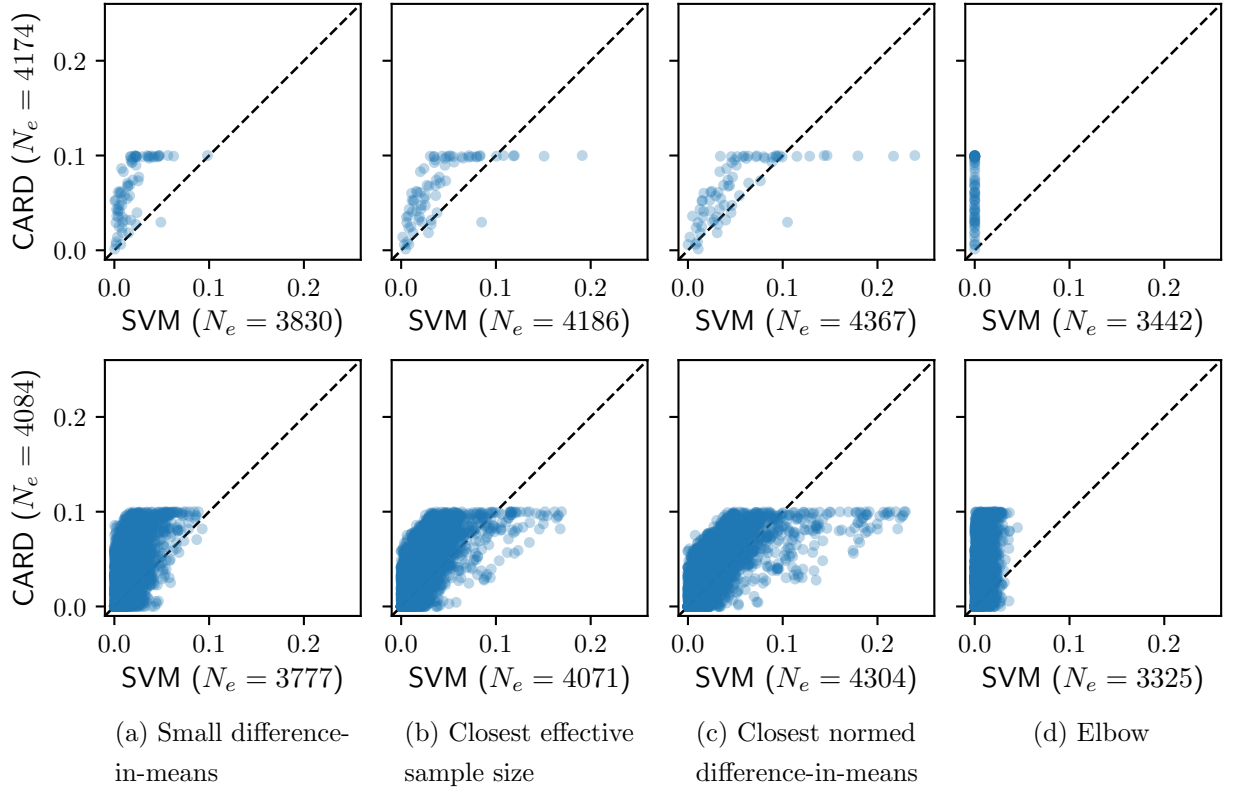 CARD (N_e = 4174)
0.2
0.1
0.0
0.0 0.1 0.2
0.0 0.1 0.2
0.0 0.1 0.2
0.0 0.1 0.2
SVM (N_e = 3830)
SVM (N_e = 4186)
SVM (N_e = 4367)
SVM (N_e = 3442)
CARD (N_e = 4084)
0.2
0.1
0.0
0.0 0.1 0.2
0.0 0.1 0.2
0.0 0.1 0.2
0.0 0.1 0.2
SVM (N_e = 3777)
SVM (N_e = 4071)
SVM (N_e = 4304)
SVM (N_e = 3325)
(a) Small difference-
in-means
(b) Closest effective
sample size
(c) Closest normed
difference-in-means
(d) Elbow